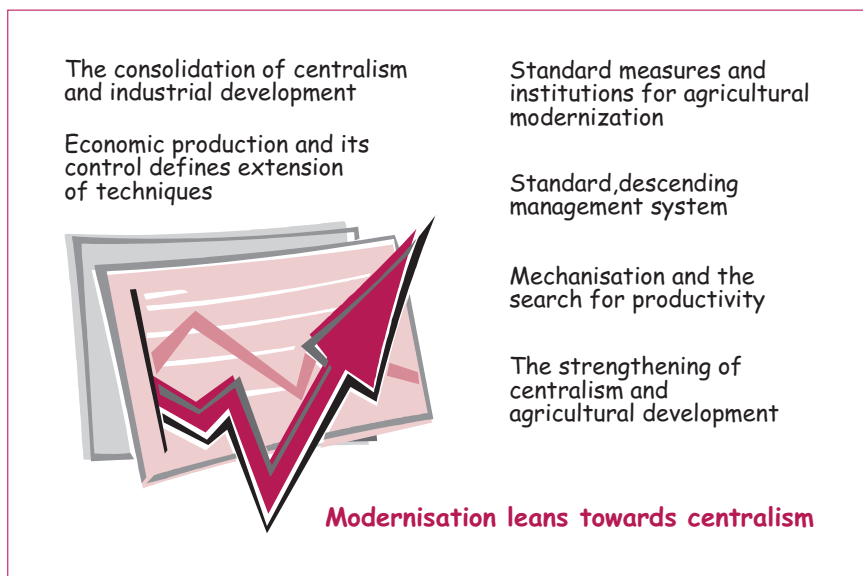 The consolidation of centralism
and industrial development
Economic production and its
control defines extension
of techniques
Standard measures and
institutions for agricultural
modernization
Standard,descending
management system
Mechanisation and the
search for productivity
The strengthening of
centralism and
agricultural development
Modernisation leans towards centralism